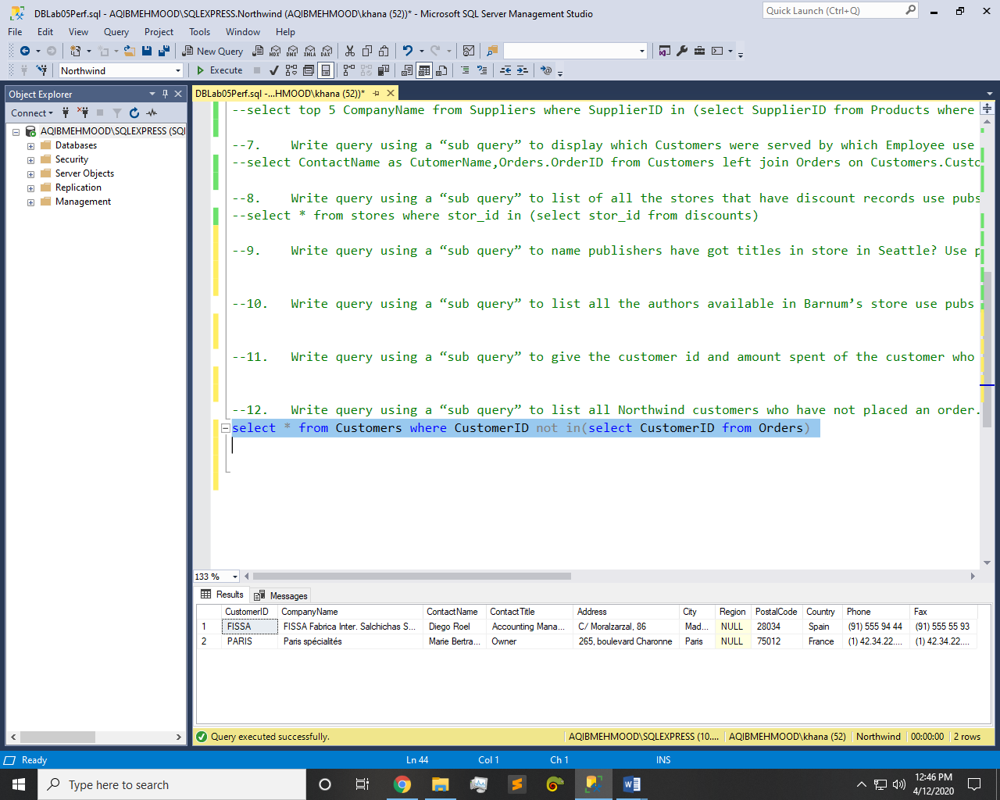 DBLab05Perf.sql - AQIBMEHMOOD\SQLEXPRESS.Northwind (AQIBMEHMOOD\khana (52))* - Microsoft SQL Server Management Studio
Quick Launch (Ctrl+Q)
File Edit View Query Project Tools Window Help
New Query
MDX DMX XMLA DAX
Northwind
Execute
Object Explorer
DBLab05Perf.sql -...HMOOD\khana (52))*
Connect
AQIBMEHMOOD\SQLEXPRESS (SQl
Databases
Security
Server Objects
Replication
Management
--select top 5 CompanyName from Suppliers where SupplierID in (select SupplierID from Products where
--7. Write query using a “sub query” to display which Customers were served by which Employee use
--select ContactName as CutomerName,Orders.OrderID from Customers left join Orders on Customers.Custo
--8. Write query using a “sub query” to list of all the stores that have discount records use pubs
--select * from stores where stor_id in (select stor_id from discounts)
--9. Write query using a “sub query” to name publishers have got titles in store in Seattle? Use p
--10. Write query using a “sub query” to list all the authors available in Barnum’s store use pubs
--11. Write query using a “sub query” to give the customer id and amount spent of the customer who
--12. Write query using a “sub query” to list all Northwind customers who have not placed an order.
select * from Customers where CustomerID not in(select CustomerID from Orders)
133 %
Results Messages
CustomerID CompanyName ContactName ContactTitle Address City Region PostalCode Country Phone Fax
1 FISSA FISSA Fabrica Inter. Salchichas S... Diego Roel Accounting Mana... C/ Moralzarzal, 86 Mad... NULL 28034 Spain (91) 555 94 44 (91) 555 55 93
2 PARIS Paris spécialités Marie Bertra... Owner 265, boulevard Charonne Paris NULL 75012 France (1) 42.34.22.... (1) 42.34.22....
Query executed successfully.
AQIBMEHMOOD\SQLEXPRESS (10.... AQIBMEHMOOD\khana (52) Northwind 00:00:00 2 rows
Ready Ln 44 Col 1 Ch 1 INS
Type here to search
12:46 PM
4/12/2020